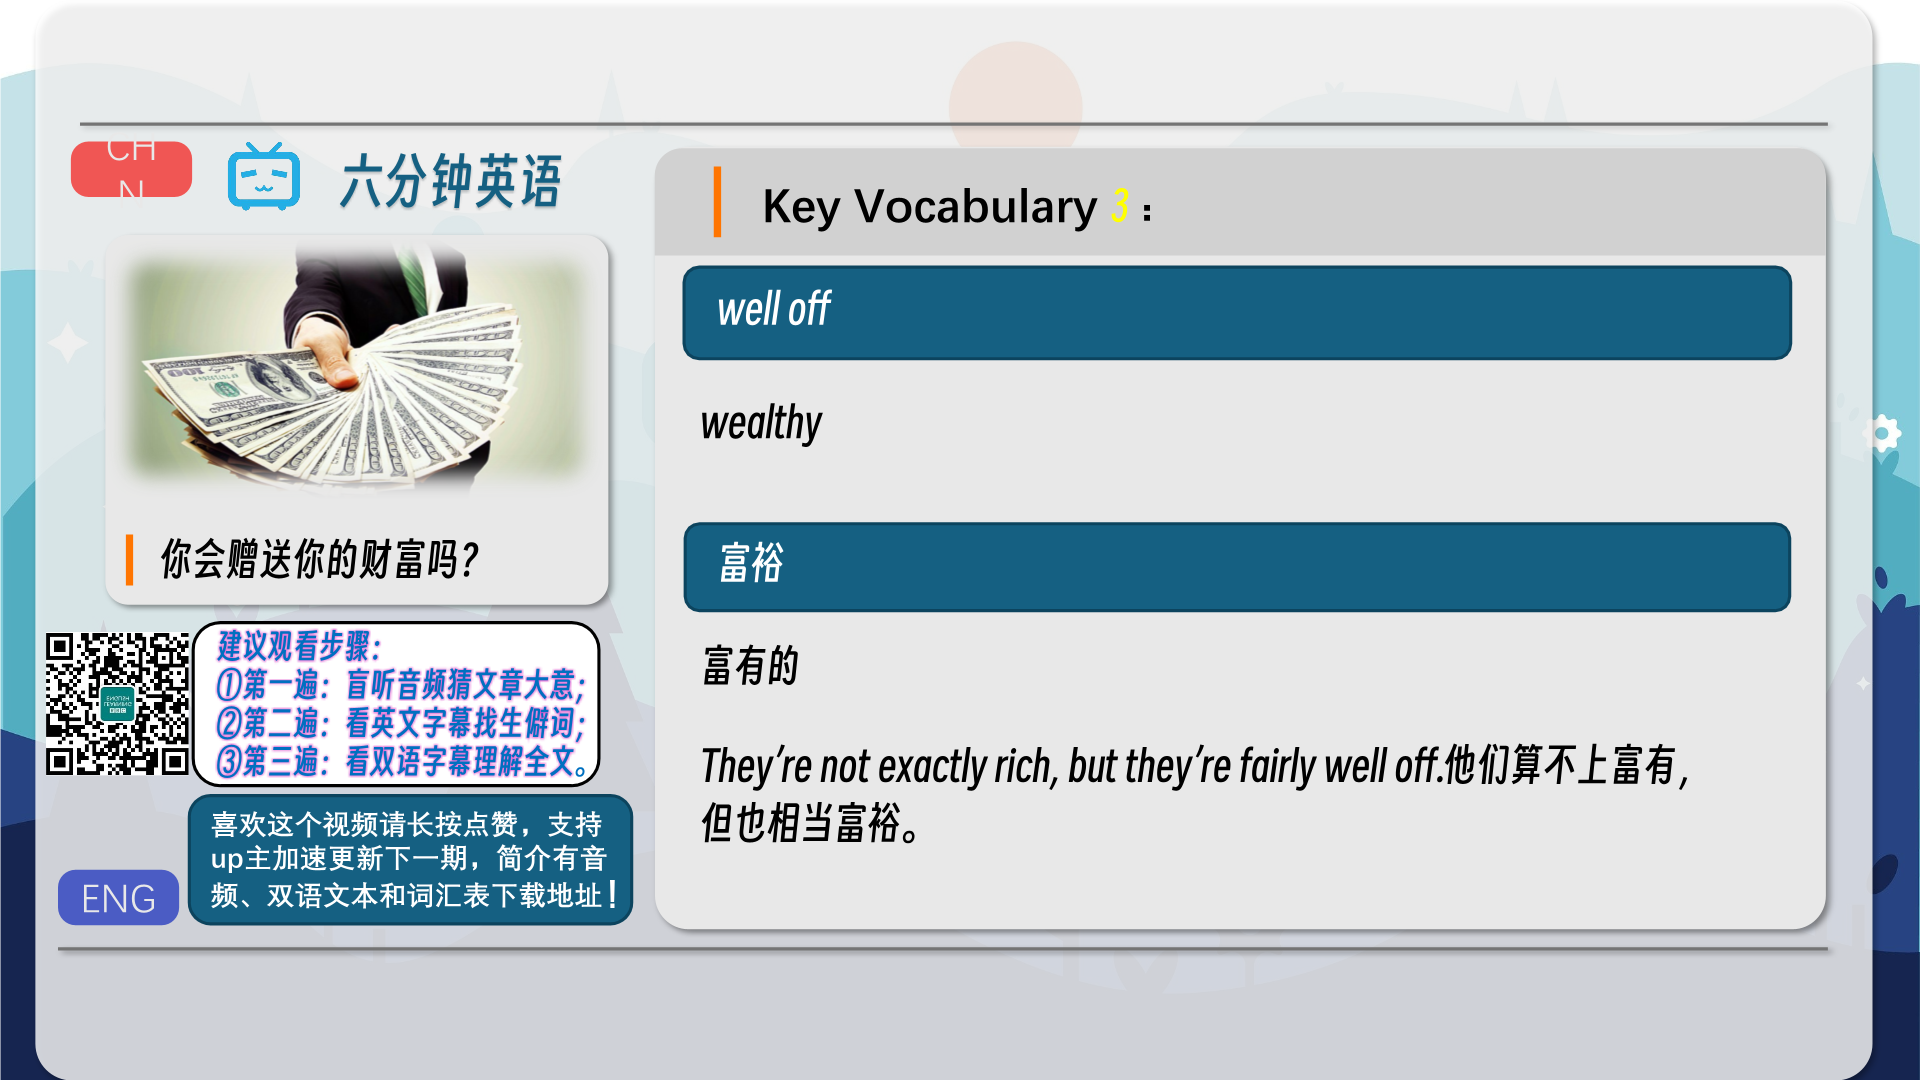 CH
N
六分钟英语
你会赠送你的财富吗？
建议观看步骤：
①第一遍：盲听音频猜文章大意；
②第二遍：看英文字幕找生僻词；
③第三遍：看双语字幕理解全文。
喜欢这个视频请长按点赞，支持
up主加速更新下一期，简介有音
频、双语文本和词汇表下载地址！
ENG
Key Vocabulary 3：
well off
wealthy
富裕
富有的
They’re not exactly rich, but they’re fairly well off.他们算不上富有，
但也相当富裕。